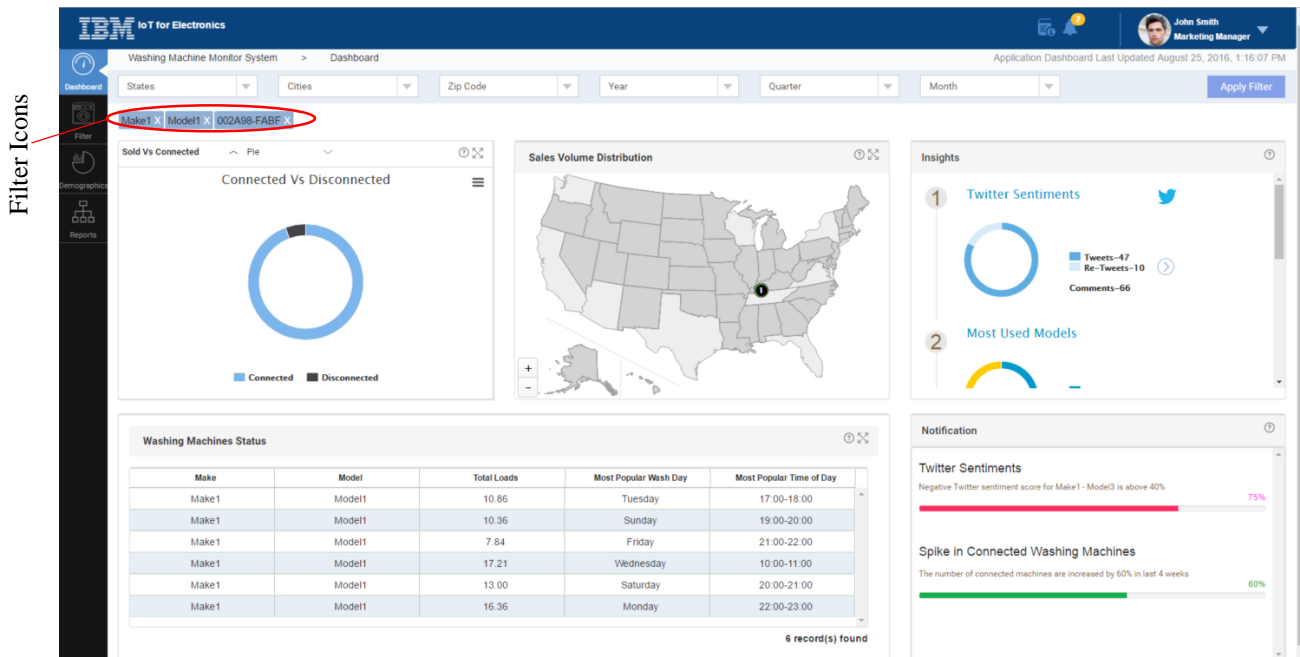 Filter Icons
IBM IoT for Electronics
2
John Smith
Marketing Manager
Washing Machine Monitor System > Dashboard
Application Dashboard Last Updated August 25, 2016, 1:16:07 PM
Dashboard
Filter
Demographics
Reports
States Cities Zip Code Year Quarter Month Apply Filter
Make1 X Model1 X 002A98-FABF X
Sold Vs Connected Pie
Connected Vs Disconnected
Connected Disconnected
Sales Volume Distribution
1
+
−
Insights
1 Twitter Sentiments
Tweets-47
Re-Tweets-10
Comments-66
2 Most Used Models
Washing Machines Status
Make Model Total Loads Most Popular Wash Day Most Popular Time of Day
Make1 Model1 10.86 Tuesday 17:00-18:00
Make1 Model1 10.36 Sunday 19:00-20:00
Make1 Model1 7.84 Friday 21:00-22:00
Make1 Model1 17.21 Wednesday 10:00-11:00
Make1 Model1 13.00 Saturday 20:00-21:00
Make1 Model1 16.36 Monday 22:00-23:00
6 record(s) found
Notification
Twitter Sentiments
Negative Twitter sentiment score for Make1 - Model3 is above 40%
75%
Spike in Connected Washing Machines
The number of connected machines are increased by 60% in last 4 weeks
60%